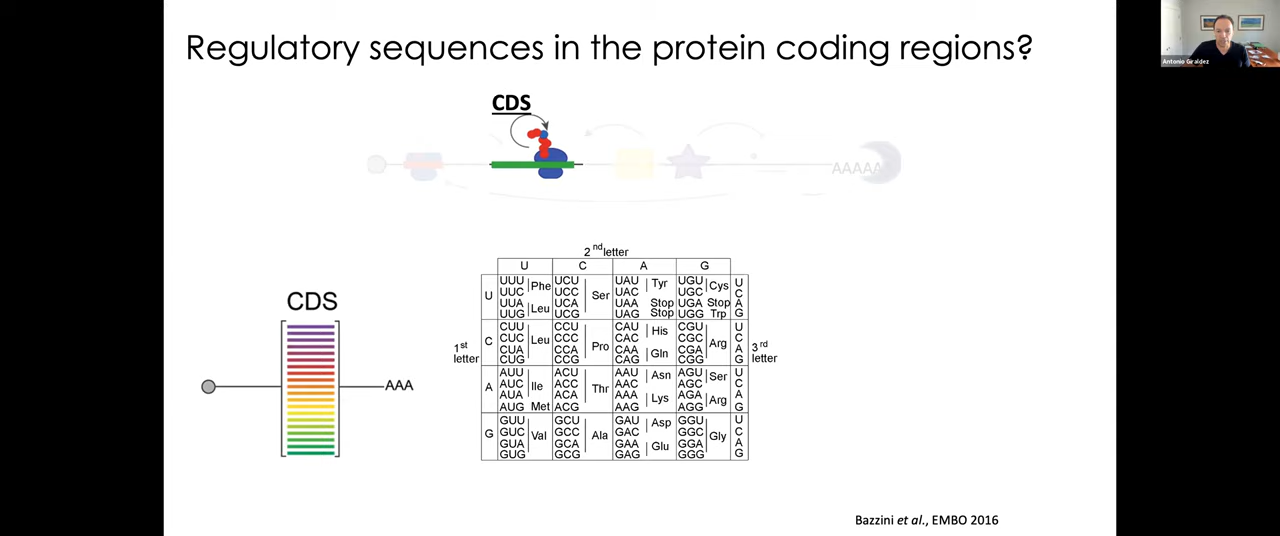 Regulatory sequences in the protein coding regions?
Antonio Giraldez
CDS
AAAAA
CDS
AAA
2nd letter
U C A G
1st letter
3rd letter
U
UUU UCU UAU UGU U
UUC Phe UCC UAC Tyr UGC Cys C
UUA UCA Ser UAA Stop UGA Stop A
UUG Leu UCG UAG Stop UGG Trp G
C
CUU CCU CAU CGU U
CUC Leu CCC Pro CAC His CGC Arg C
CUA CCA CAA CGA A
CUG CCG CAG Gln CGG G
A
AUU ACU AAU AGU U
AUC Ile ACC Thr AAC Asn AGC Ser C
AUA ACA AAA AGA A
AUG Met ACG AAG Lys AGG Arg G
G
GUU GCU GAU GGU U
GUC Val GCC Ala GAC Asp GGC Gly C
GUA GCA GAA GGA A
GUG GCG GAG Glu GGG G
Bazzini et al., EMBO 2016